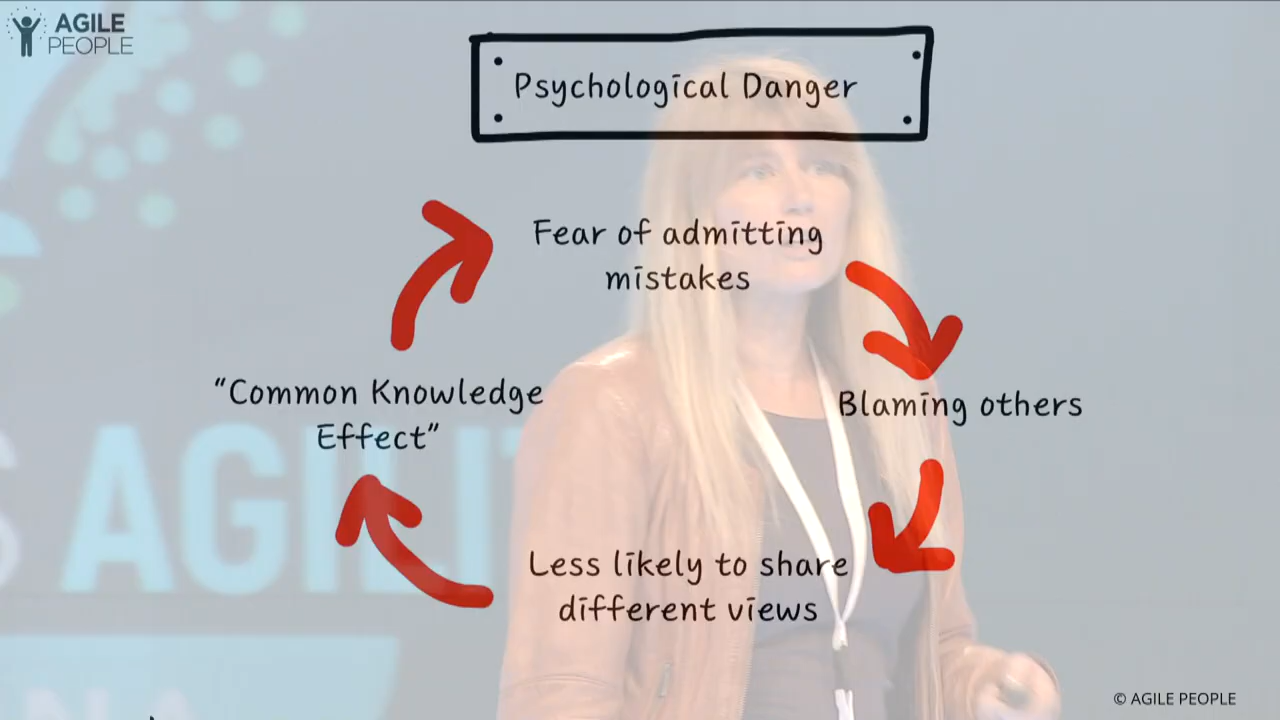 AGILE
PEOPLE
Psychological Danger
Fear of admitting
mistakes
"Common Knowledge
Effect"
Blaming others
AGILIT
Less likely to share
different views
© AGILE PEOPLE